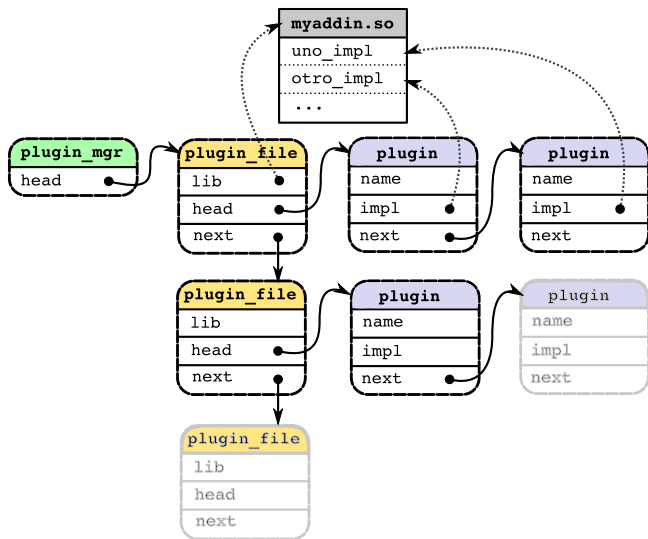 myaddin.so
uno_impl
otro_impl
...
plugin_mgr
head
plugin_file
lib
head
next
plugin
name
impl
next
plugin
name
impl
next
plugin_file
lib
head
next
plugin
name
impl
next
plugin
name
impl
next
plugin_file
lib
head
next